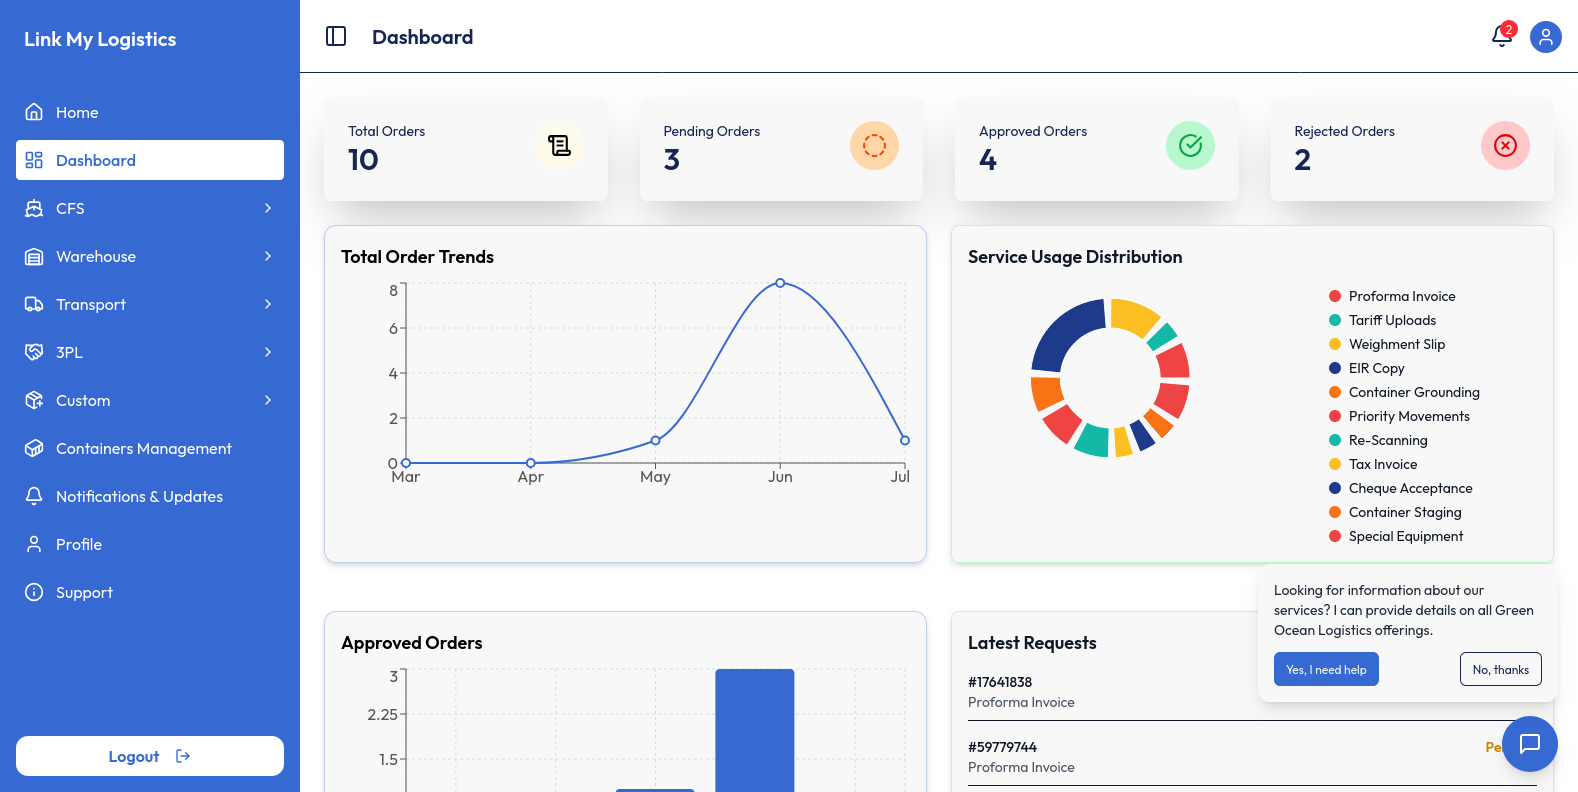 Link My Logistics
Home
Dashboard
CFS
Warehouse
Transport
3PL
Custom
Containers Management
Notifications & Updates
Profile
Support
Logout
Dashboard
2
Total Orders
10
Pending Orders
3
Approved Orders
4
Rejected Orders
2
Total Order Trends
8
6
4
2
0
Mar Apr May Jun Jul
Service Usage Distribution
Proforma Invoice
Tariff Uploads
Weighment Slip
EIR Copy
Container Grounding
Priority Movements
Re-Scanning
Tax Invoice
Cheque Acceptance
Container Staging
Special Equipment
Approved Orders
3
2.25
1.5
Latest Requests
#17641838
Proforma Invoice
#59779744
Proforma Invoice
Looking for information about our
services? I can provide details on all Green
Ocean Logistics offerings.
Yes, I need help
No, thanks